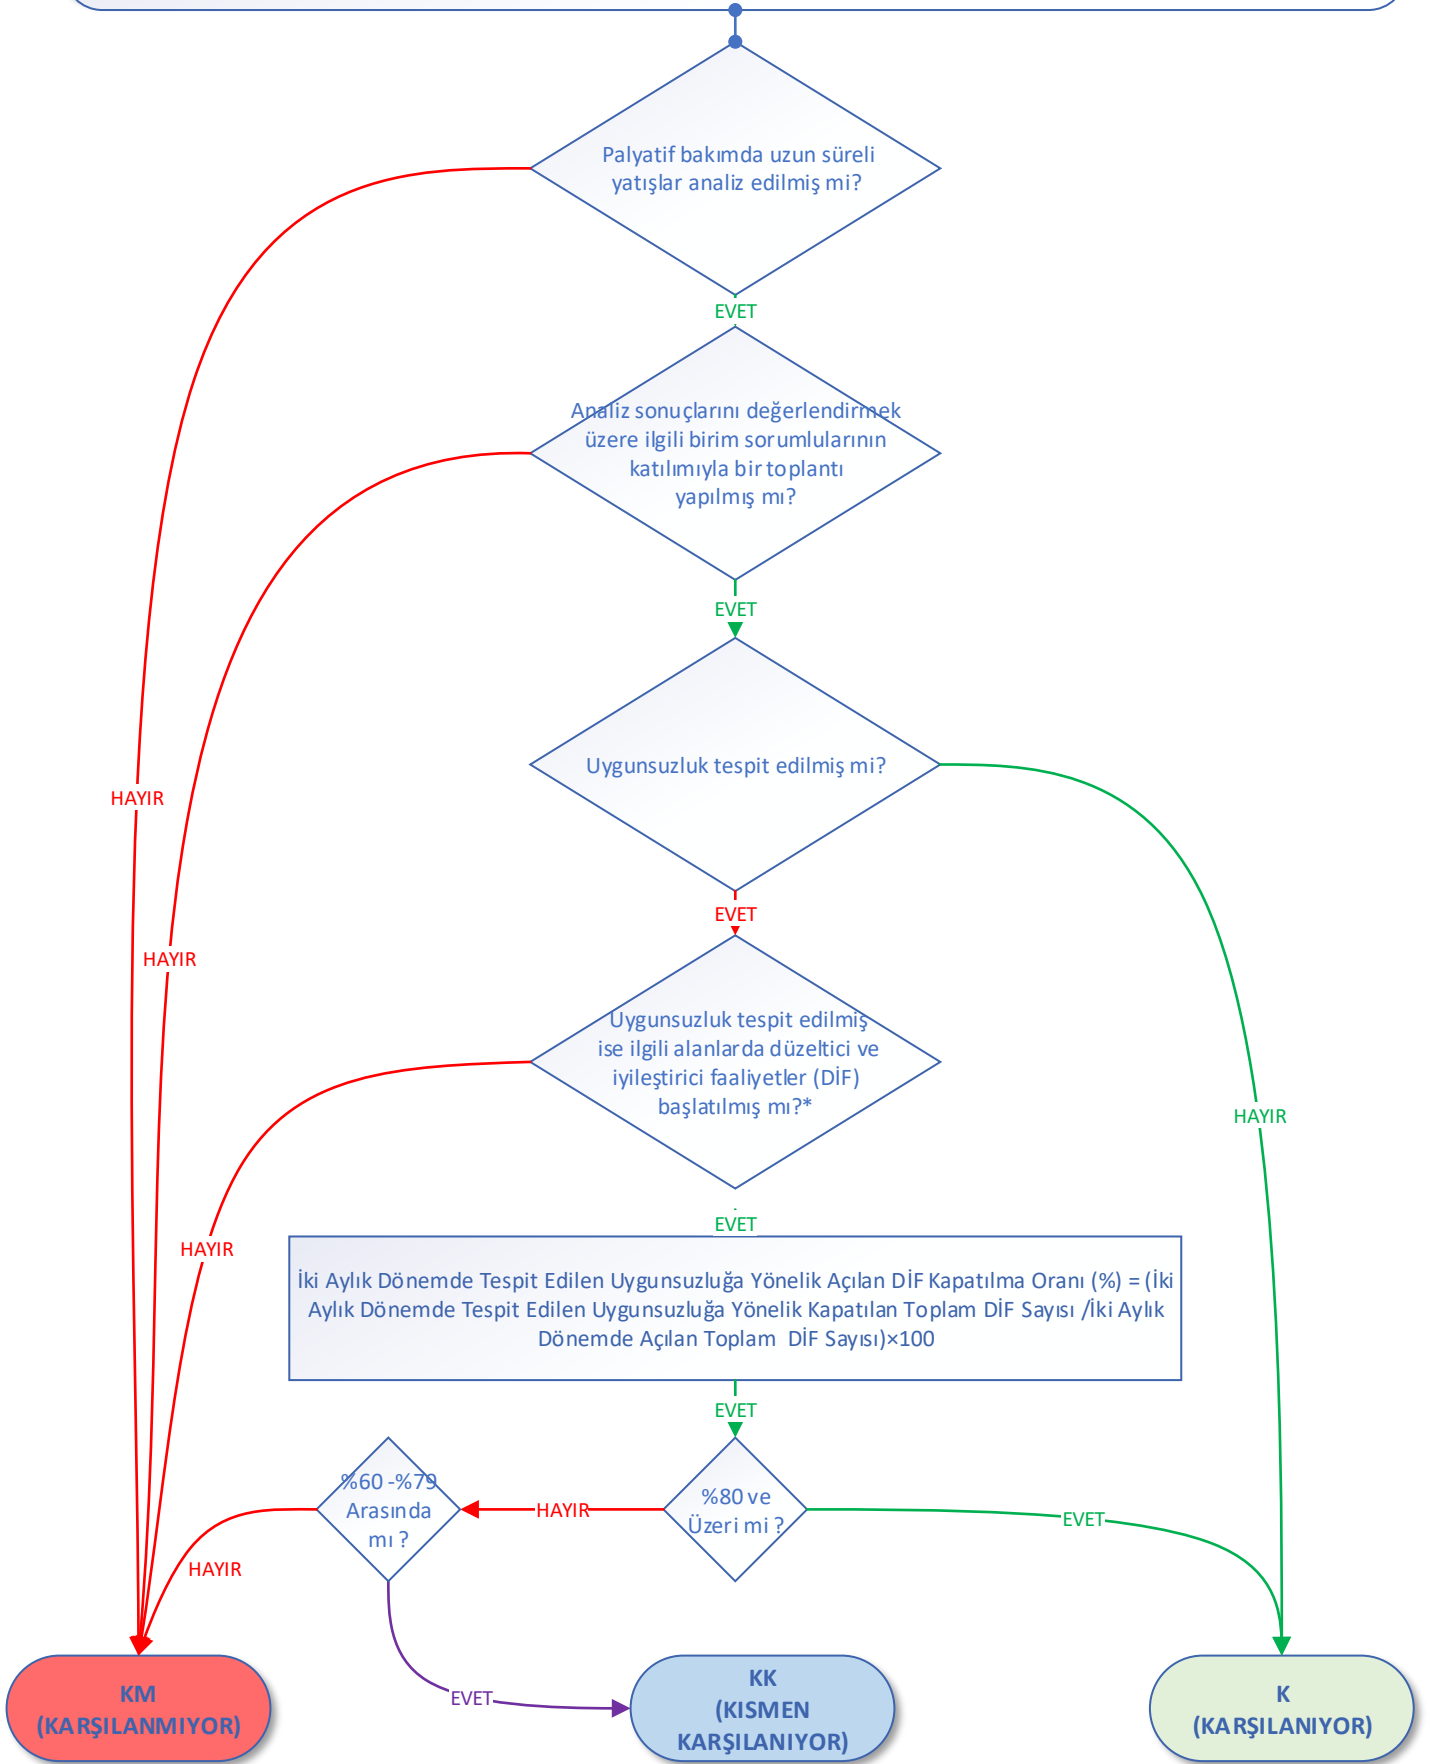 Palyatif bakımda uzun süreli
yatışlar analiz edilmiş mi?
EVET
Analiz sonuçlarını değerlendirmek
üzere ilgili birim sorumlularının
katılımıyla bir toplantı
yapılmış mı?
EVET
Uygunsuzluk tespit edilmiş mi?
HAYIR
EVET
HAYIR
Uygunsuzluk tespit edilmiş
ise ilgili alanlarda düzeltici ve
iyileştirici faaliyetler (DİF)
başlatılmış mı?*
HAYIR
EVET
HAYIR
İki Aylık Dönemde Tespit Edilen Uygunsuzluğa Yönelik Açılan DİF Kapatılma Oranı (%) = (İki
Aylık Dönemde Tespit Edilen Uygunsuzluğa Yönelik Kapatılan Toplam DİF Sayısı /İki Aylık
Dönemde Açılan Toplam DİF Sayısı)×100
EVET
%60 -%79
Arasında
mı ?
HAYIR
%80 ve
Üzeri mi ?
EVET
HAYIR
EVET
KM
(KARŞILANMIYOR)
KK
(KISMEN
KARŞILANIYOR)
K
(KARŞILANIYOR)